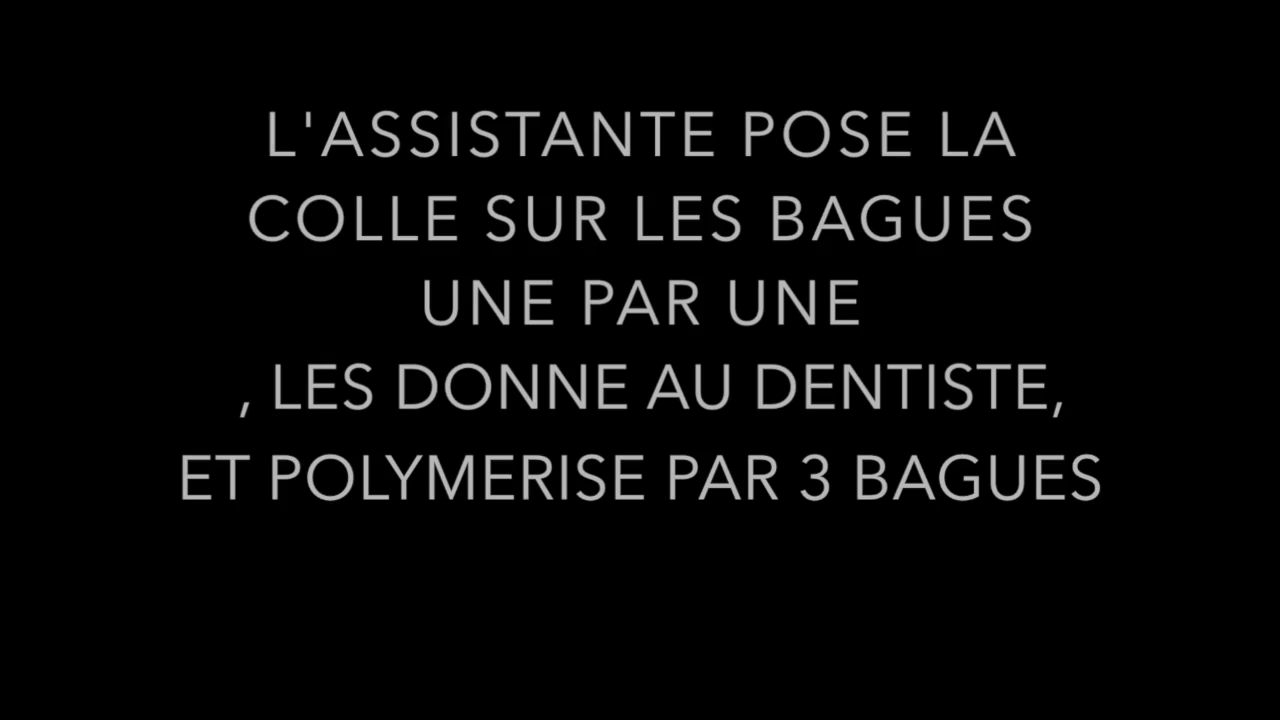 L'ASSISTANTE POSE LA
COLLE SUR LES BAGUES
UNE PAR UNE
, LES DONNE AU DENTISTE,
ET POLYMERISE PAR 3 BAGUES